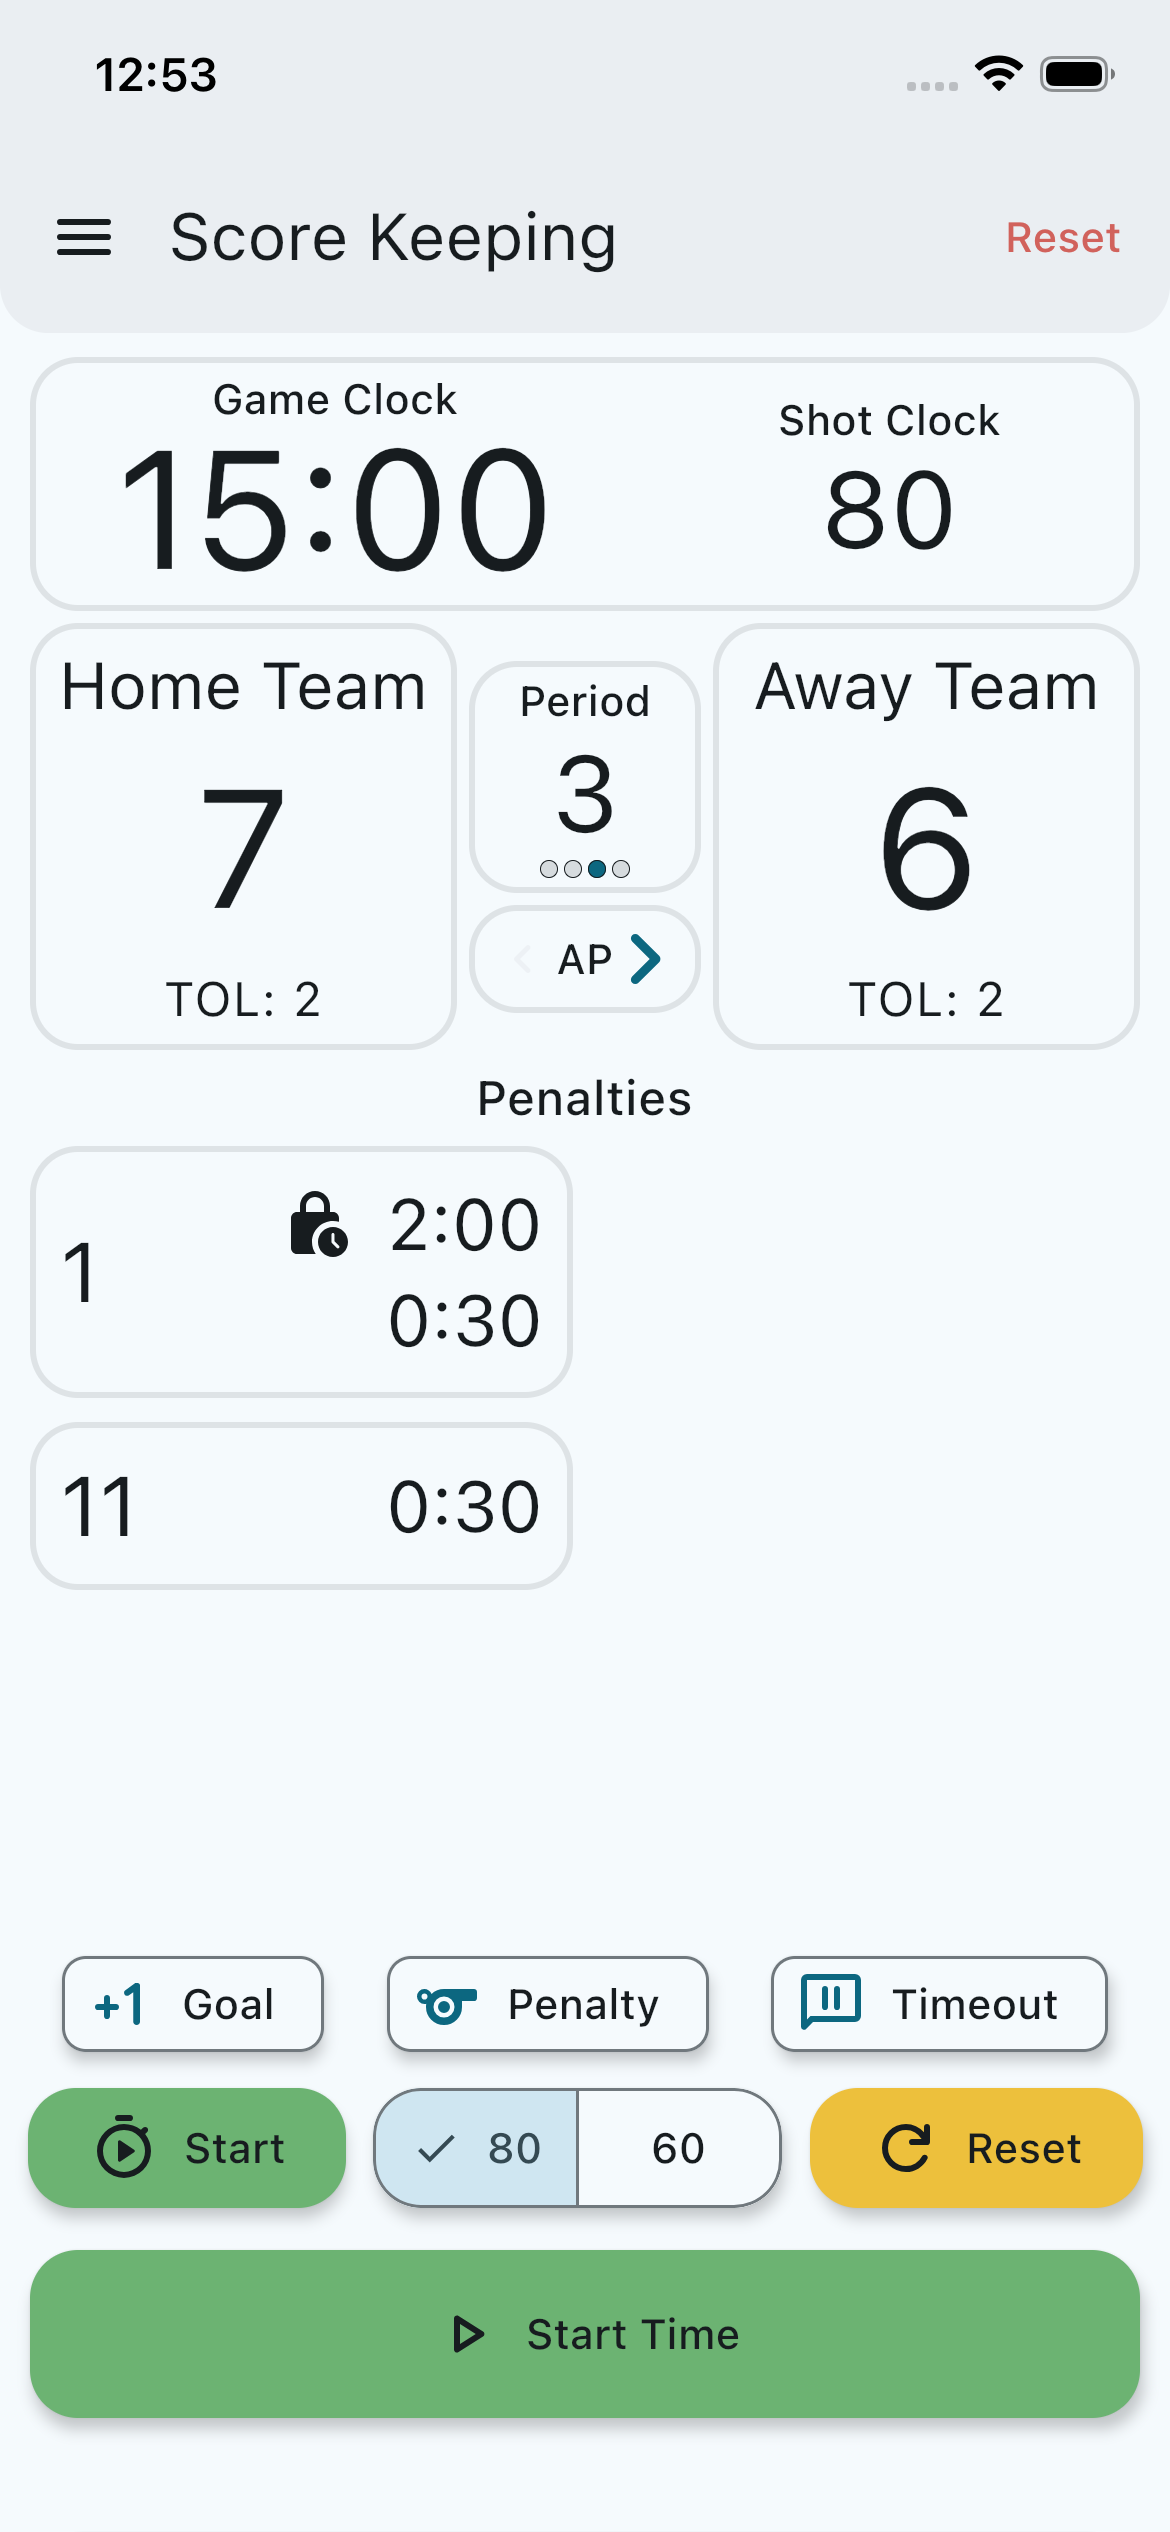 12:53
Score Keeping
Reset
Game Clock
15:00
Shot Clock
80
Home Team
7
TOL: 2
Period
3
AP
Away Team
6
TOL: 2
Penalties
1
2:00
0:30
11
0:30
+1 Goal
Penalty
Timeout
Start
80
60
Reset
Start Time